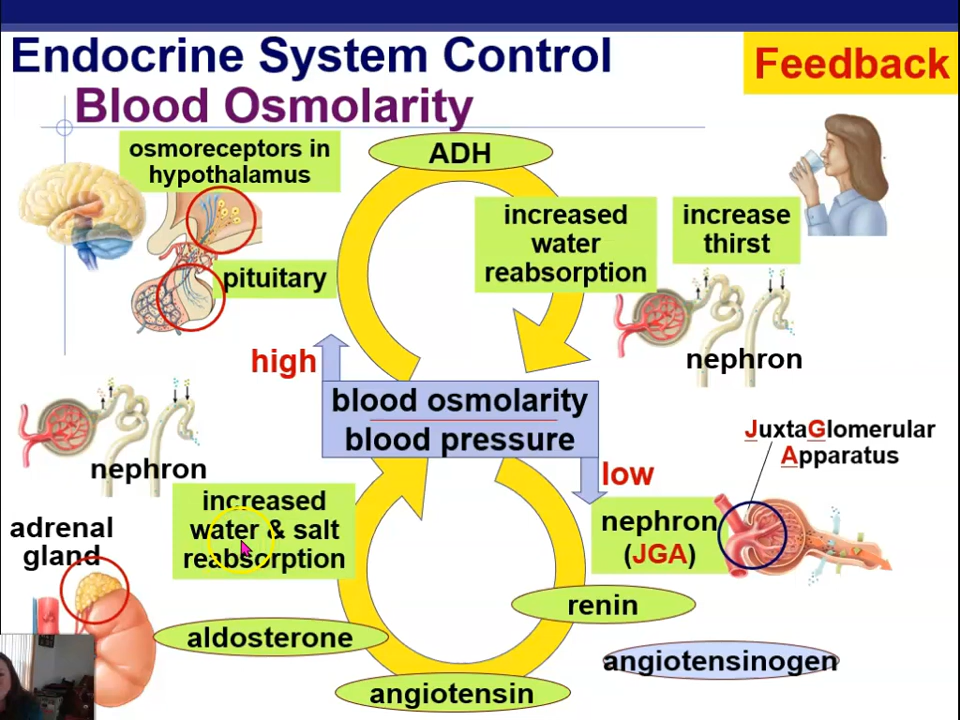 Endocrine System Control
Feedback
Blood Osmolarity
osmoreceptors in
hypothalamus
ADH
increased
water
reabsorption
increase
thirst
pituitary
nephron
high
blood osmolarity
blood pressure
low
JuxtaGlomerular
Apparatus
nephron
increased
water & salt
reabsorption
adrenal
gland
nephron
(JGA)
renin
aldosterone
angiotensinogen
angiotensin